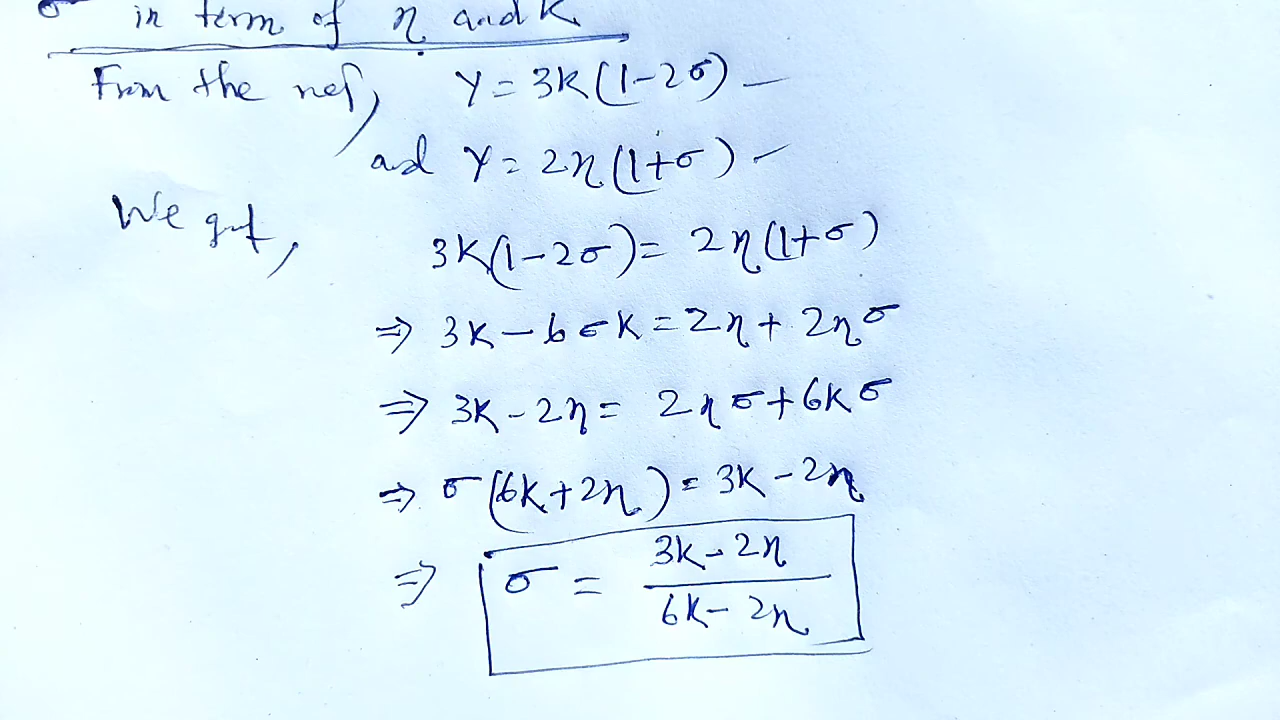 σ in term of η and K.
From the ref, Y = 3K(1-2σ) —
and Y = 2η(1+σ) —
We get,
3K(1-2σ) = 2η(1+σ)
⇒ 3K - 6σK = 2η + 2ησ
⇒ 3K - 2η = 2ησ + 6Kσ
⇒ σ(6K+2η) = 3K - 2η
⇒ σ = (3K - 2η)/(6K - 2η)